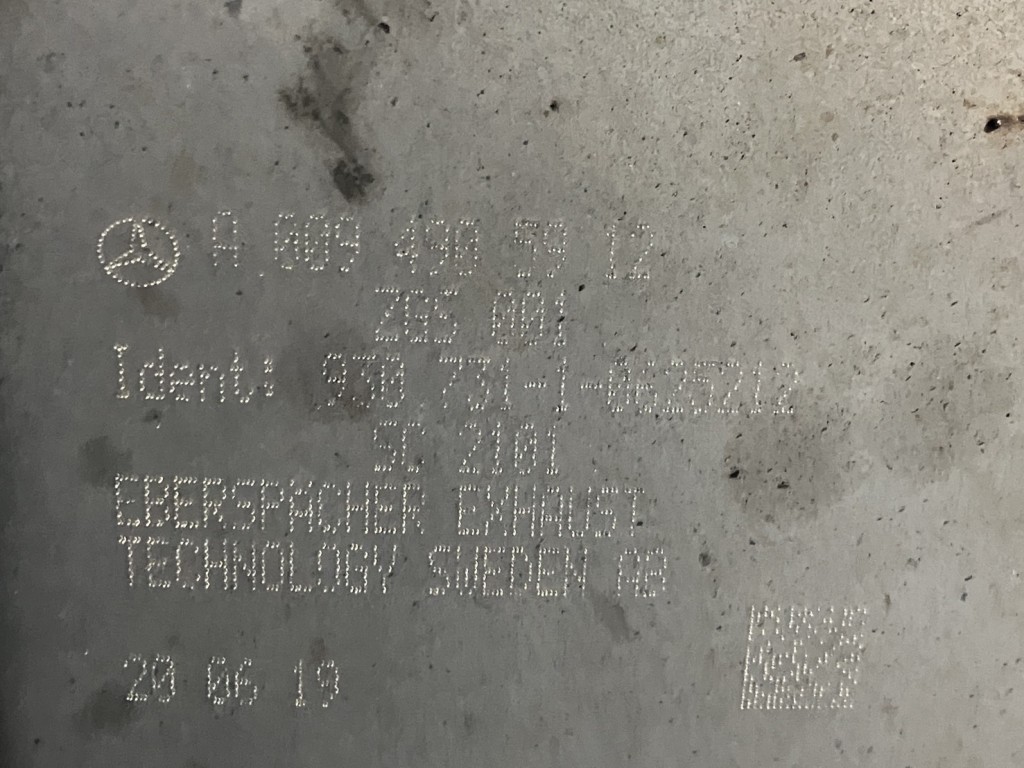 A 009 490 59 12
ZGS 001
Ident: 930 731-1-0625212
SC 2101
EBERSPACHER EXHAUST
TECHNOLOGY SWEDEN AB
20 06 19